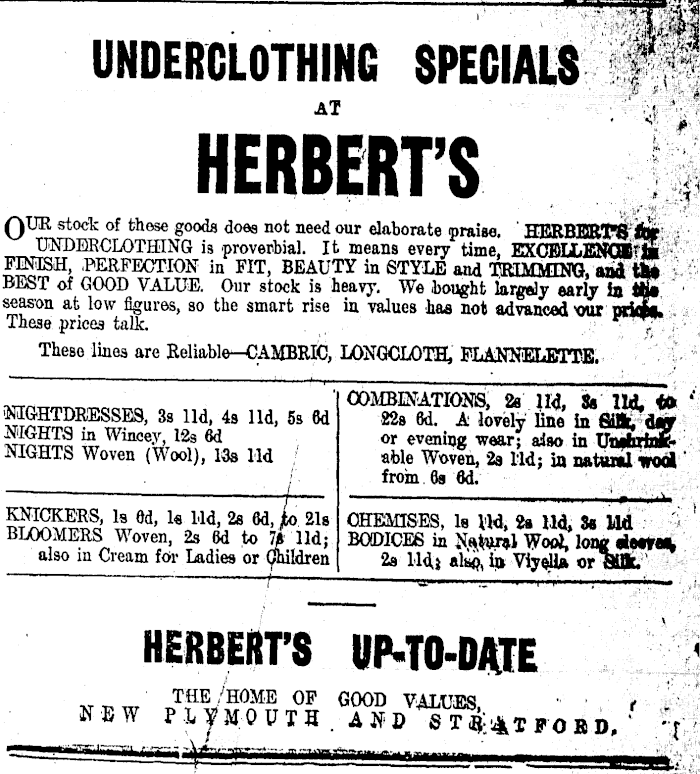 UNDERCLOTHING SPECIALS
AT
HERBERT'S
OUR stock of these goods does not need our elaborate praise. HERBERT'S for
UNDERCLOTHING is proverbial. It means every time, EXCELLENCE in
FINISH, PERFECTION in FIT, BEAUTY in STYLE and TRIMMING, and the
BEST of GOOD VALUE. Our stock is heavy. We bought largely early in the
season at low figures, so the smart rise in values has not advanced our prices.
These prices talk.
These lines are Reliable—CAMBRIC, LONGCLOTH, FLANNELETTE.
NIGHTDRESSES, 3s 11d, 4s 11d, 5s 6d
NIGHTS in Wincey, 12s 6d
NIGHTS Woven (Wool), 13s 11d
COMBINATIONS, 2s 11d, 3s 11d, to
22s 6d. A lovely line in Silk, day
or evening wear; also in Unshrink-
able Woven, 2s 11d; in natural wool
from 6s 6d.
KNICKERS, 1s 6d, 1s 11d, 2s 6d, to 21s
BLOOMERS Woven, 2s 6d to 7s 11d;
also in Cream for Ladies or Children
CHEMISES, 1s 11d, 2s 11d, 3s 11d
BODICES in Natural Wool, long sleeves,
2s 11d; also in Viyella or Silk.
HERBERT'S UP-TO-DATE
THE HOME OF GOOD VALUES,
NEW PLYMOUTH AND STRATFORD.